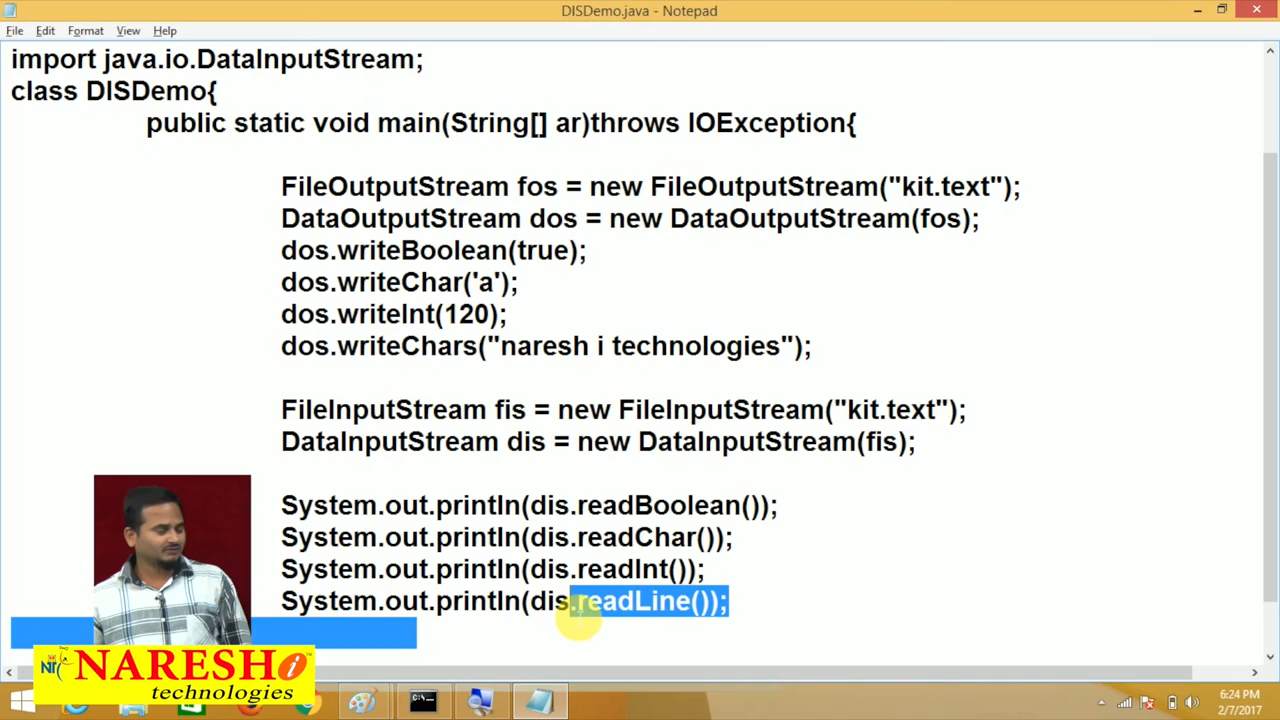 DISDemo.java - Notepad
File Edit Format View Help
import java.io.DataInputStream;
class DISDemo{
public static void main(String[] ar)throws IOException{
FileOutputStream fos = new FileOutputStream("kit.text");
DataOutputStream dos = new DataOutputStream(fos);
dos.writeBoolean(true);
dos.writeChar('a');
dos.writeInt(120);
dos.writeChars("naresh i technologies");
FileInputStream fis = new FileInputStream("kit.text");
DataInputStream dis = new DataInputStream(fis);
System.out.println(dis.readBoolean());
System.out.println(dis.readChar());
System.out.println(dis.readInt());
System.out.println(dis.readLine());
NARESH i
technologies
6:24 PM
2/7/2017